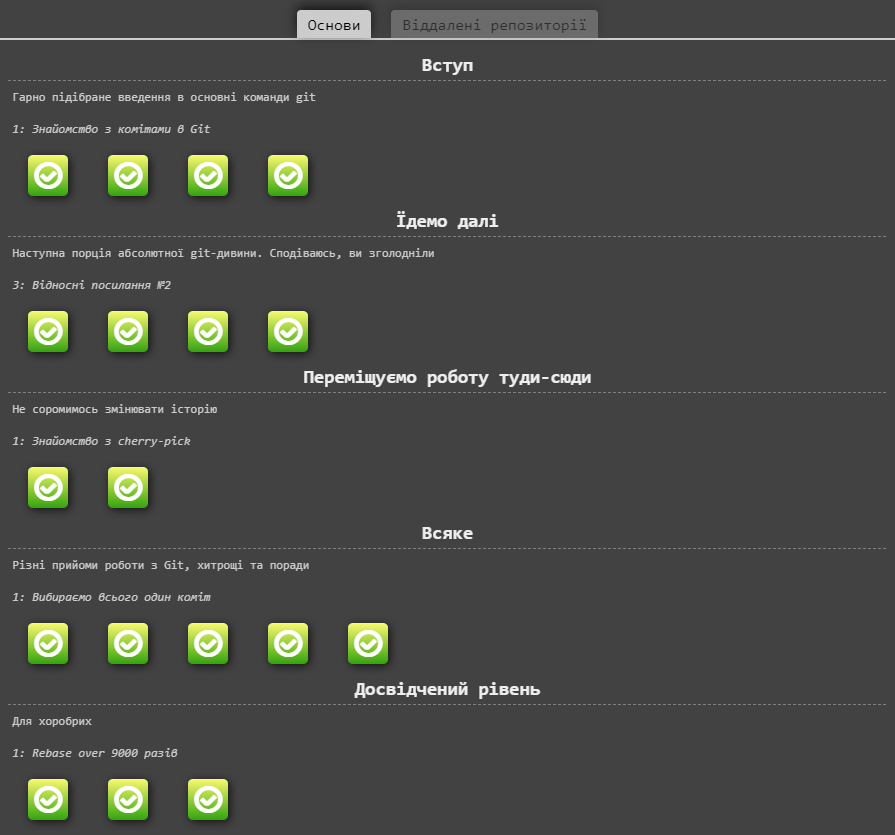 Основи Віддалені репозиторії
Вступ
Гарно підібране введення в основні команди git
1: Знайомство з комітами в Git
Їдемо далі
Наступна порція абсолютної git-дивини. Сподіваюсь, ви зголодніли
3: Відносні посилання №2
Переміщуємо роботу туди-сюди
Не соромимось змінювати історію
1: Знайомство з cherry-pick
Всяке
Різні прийоми роботи з Git, хитрощі та поради
1: Вибираємо всього один коміт
Досвідчений рівень
Для хоробрих
1: Rebase over 9000 разів